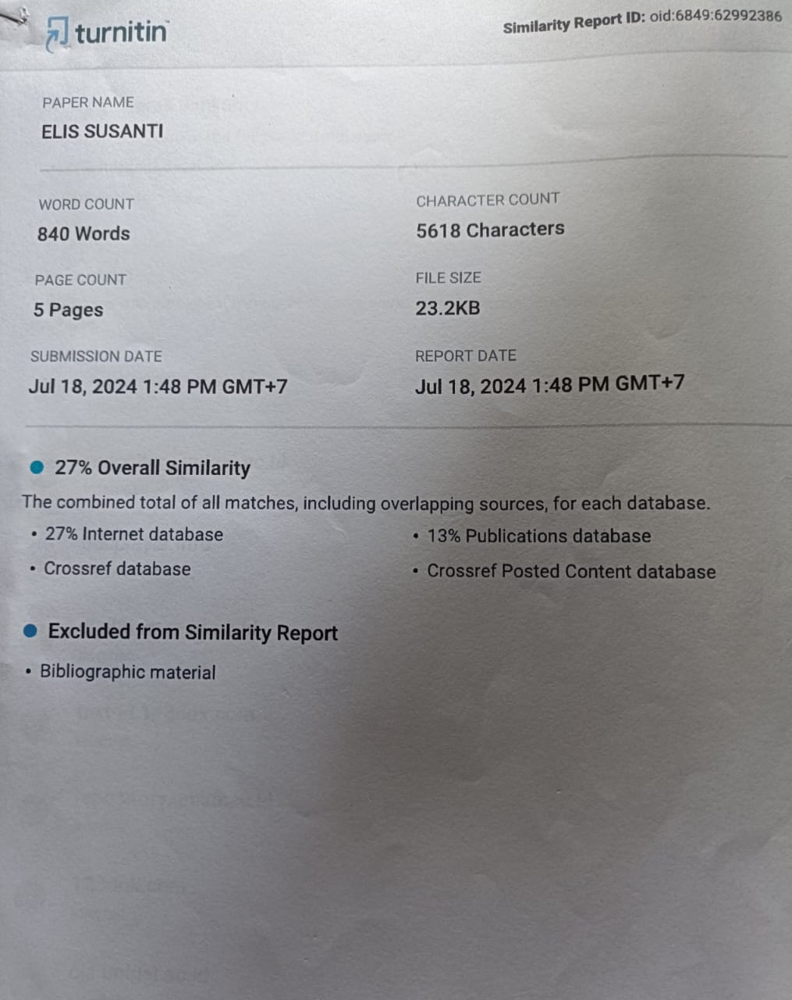 turnitin™
Similarity Report ID: oid:6849:62992386
PAPER NAME
ELIS SUSANTI
WORD COUNT
840 Words
CHARACTER COUNT
5618 Characters
PAGE COUNT
5 Pages
FILE SIZE
23.2KB
SUBMISSION DATE
Jul 18, 2024 1:48 PM GMT+7
REPORT DATE
Jul 18, 2024 1:48 PM GMT+7
27% Overall Similarity
The combined total of all matches, including overlapping sources, for each database.
• 27% Internet database
• 13% Publications database
• Crossref database
• Crossref Posted Content database
Excluded from Similarity Report
• Bibliographic material